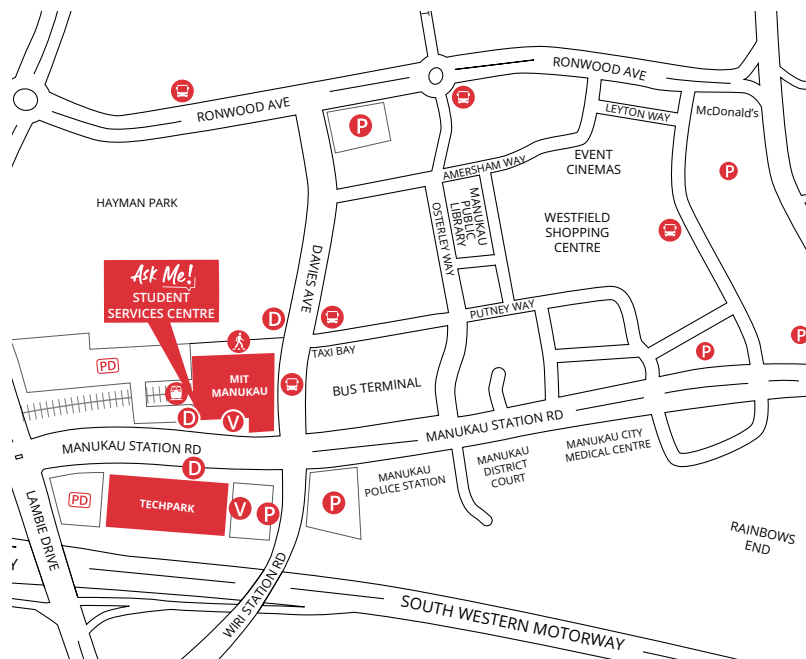 RONWOOD AVE
RONWOOD AVE
P
LEYTON WAY
McDonald's
AMERSHAM WAY
EVENT
CINEMAS
P
HAYMAN PARK
MANUKAU
PUBLIC
LIBRARY
OSTERLEY WAY
WESTFIELD
SHOPPING
CENTRE
DAVIES AVE
Ask Me!
STUDENT
SERVICES CENTRE
PUTNEY WAY
D
TAXI BAY
P
P
PD
MIT
MANUKAU
BUS TERMINAL
D
V
MANUKAU STATION RD
MANUKAU STATION RD
MANUKAU CITY
MEDICAL CENTRE
MANUKAU
DISTRICT
COURT
MANUKAU
POLICE STATION
D
PD
TECHPARK
V
P
P
LAMBIE DRIVE
RAINBOWS
END
Y
WIRI STATION RD
SOUTH WESTERN MOTORWAY